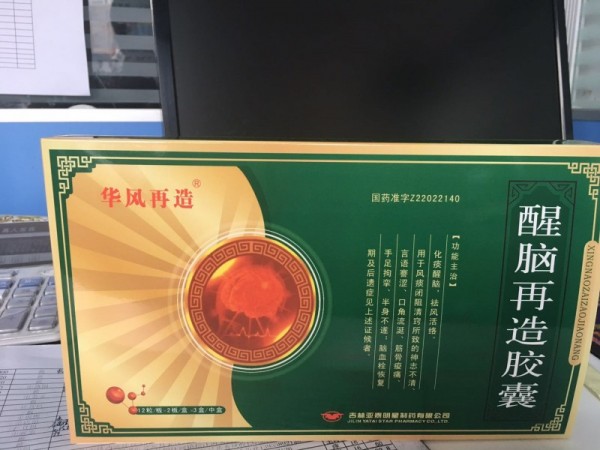 华风再造®
国药准字Z22022140
【功能主治】
化痰醒脑，祛风活络。
用于风痰闭阻清窍所致的神志不清、
言语謇涩、口角流涎、筋骨痠痛、
手足拘挛、半身不遂；脑血栓恢复
期及后遗症见上述证候者。
醒脑再造胶囊
XINGNAOZAIZAOJIAONANG
12粒/板×2板/盒×3盒/中盒
吉林亚泰明星制药有限公司
JILIN YATAI STAR PHARMACY CO.,LTD